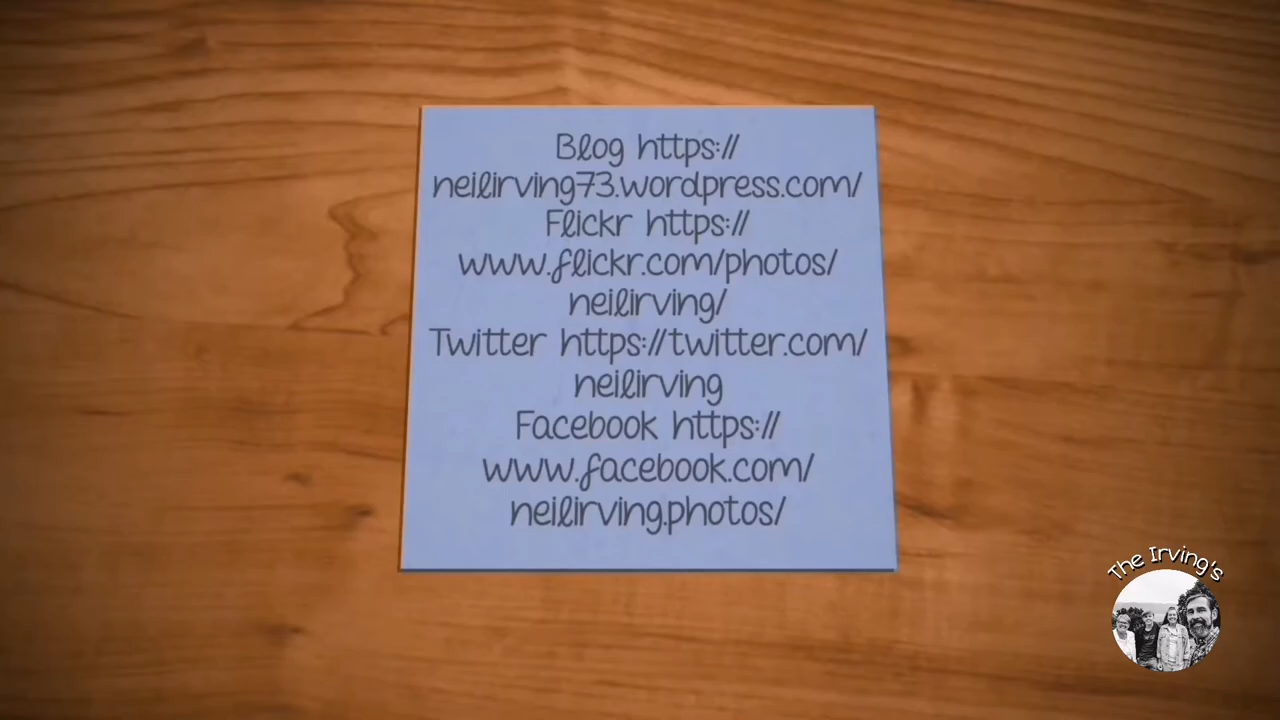 Blog https://
neilirving73.wordpress.com/
Flickr https://
www.flickr.com/photos/
neilirving/
Twitter https://twitter.com/
neilirving
Facebook https://
www.facebook.com/
neilirving.photos/
The Irving's